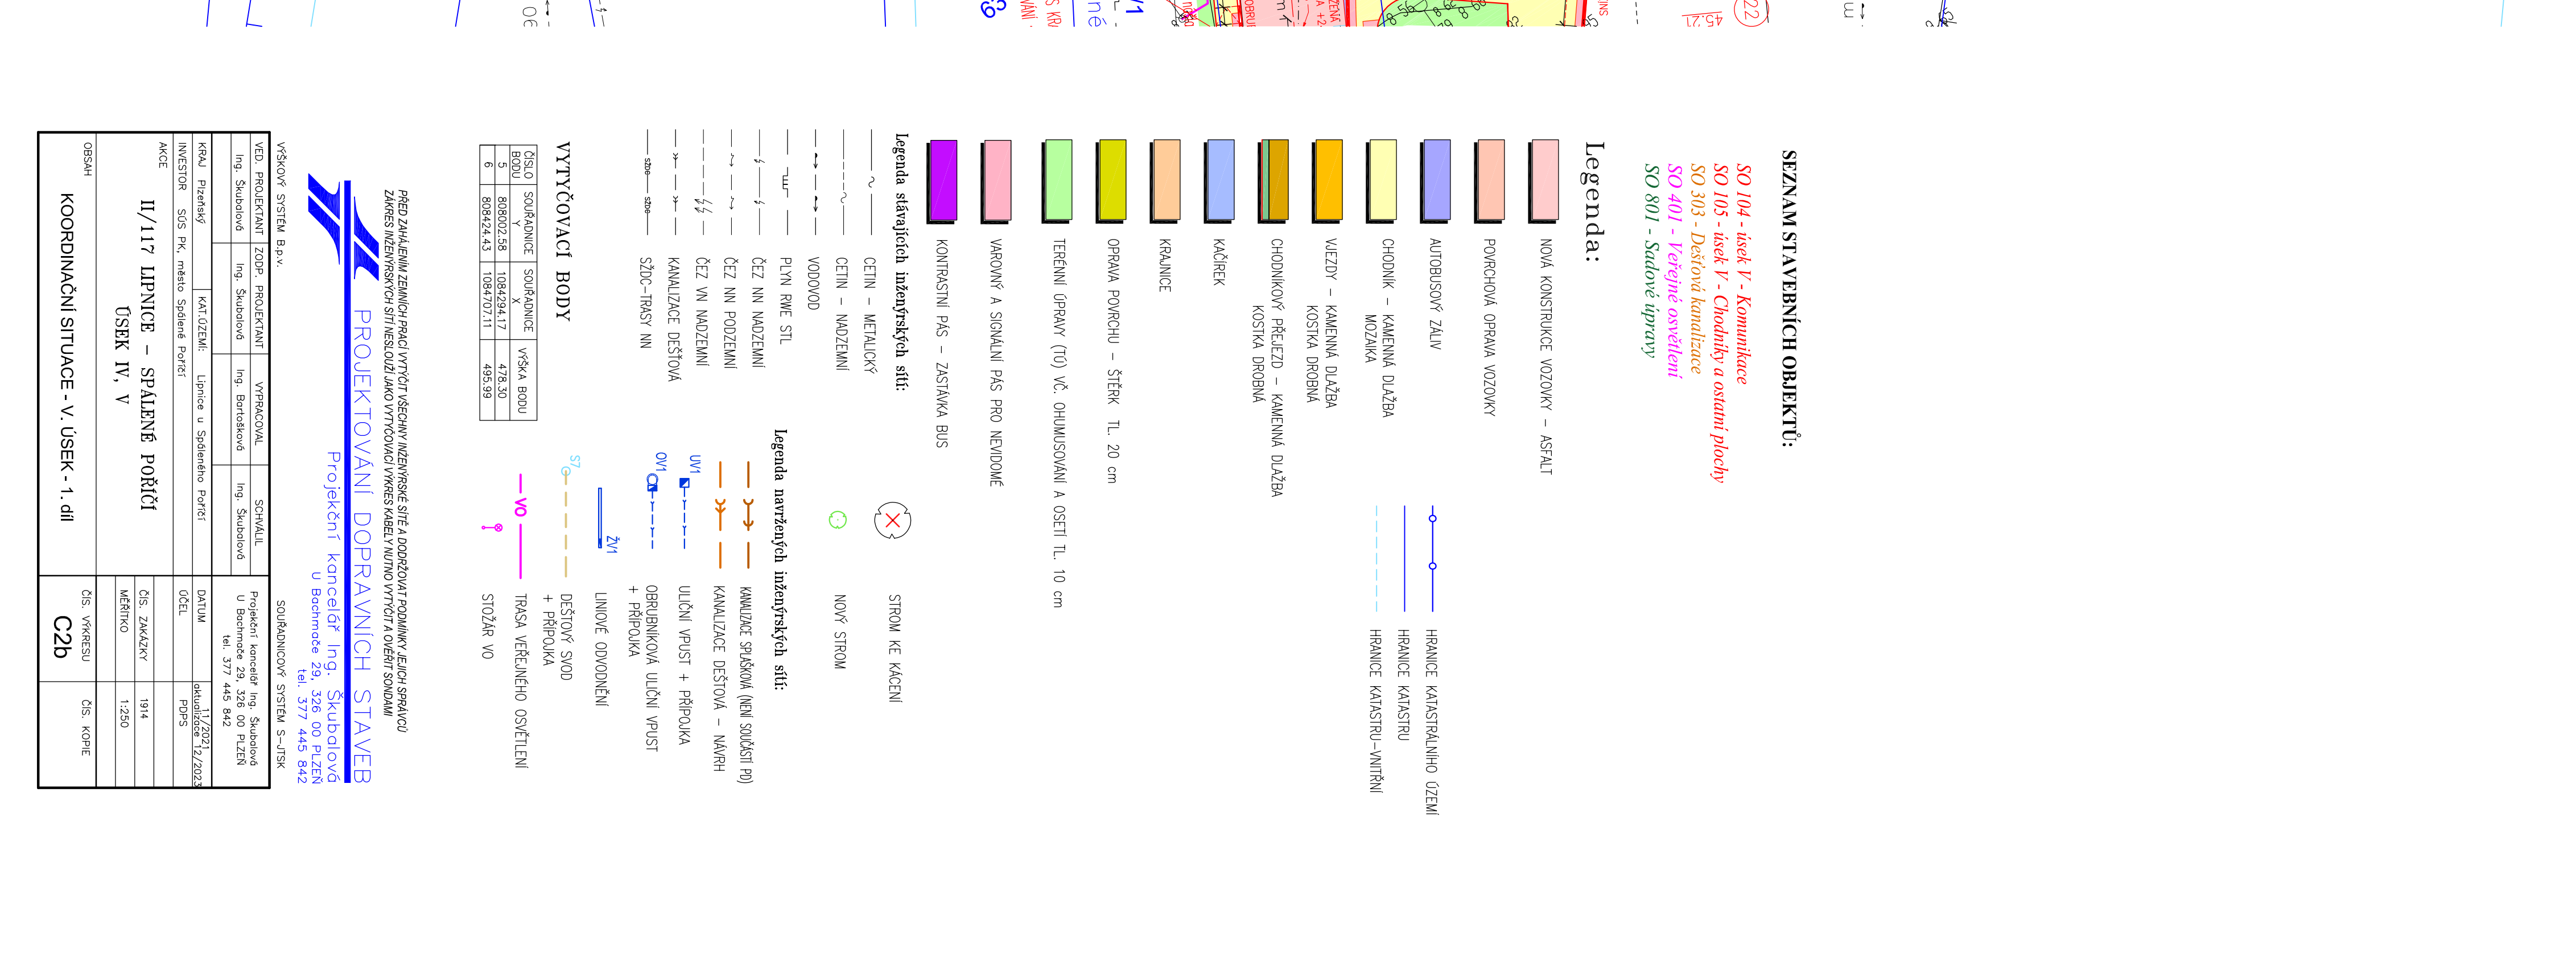 SEZNAM STAVEBNÍCH OBJEKTŮ:
SO 104 - úsek V - Komunikace
SO 105 - úsek V - Chodníky a ostatní plochy
SO 303 - Dešťová kanalizace
SO 401 - Veřejné osvětlení
SO 801 - Sadové úpravy
Legenda:
NOVÁ KONSTRUKCE VOZOVKY – ASFALT
POVRCHOVÁ OPRAVA VOZOVKY
AUTOBUSOVÝ ZÁLIV
CHODNÍK – KAMENNÁ DLAŽBA
MOZAIKA
VJEZDY – KAMENNÁ DLAŽBA
KOSTKA DROBNÁ
CHODNÍKOVÝ PŘEJEZD – KAMENNÁ DLAŽBA
KOSTKA DROBNÁ
KAČÍREK
KRAJNICE
OPRAVA POVRCHU – ŠTĚRK TL. 20 cm
TERÉNNÍ ÚPRAVY (TÚ) VČ. OHUMUSOVÁNÍ A OSETÍ TL. 10 cm
VAROVNÝ A SIGNÁLNÍ PÁS PRO NEVIDOMÉ
KONTRASTNÍ PÁS – ZASTÁVKA BUS
HRANICE KATASTRÁLNÍHO ÚZEMÍ
HRANICE KATASTRU
HRANICE KATASTRU-VNITŘNÍ
STROM KE KÁCENÍ
NOVÝ STROM
Legenda stávajících inženýrských sítí:
CETIN – METALICKÝ
CETIN – NADZEMNÍ
VODOVOD
PLYN RWE STL
ČEZ NN NADZEMNÍ
ČEZ NN PODZEMNÍ
ČEZ VN NADZEMNÍ
KANALIZACE DEŠŤOVÁ
SŽDC-TRASY NN
Legenda navržených inženýrských sítí:
KANALIZACE SPLAŠKOVÁ (NENÍ SOUČÁSTÍ PD)
KANALIZACE DEŠŤOVÁ – NÁVRH
UV1
ULIČNÍ VPUST + PŘÍPOJKA
OV1
OBRUBNÍKOVÁ ULIČNÍ VPUST
+ PŘÍPOJKA
ŽV1
LINIOVÉ ODVODNĚNÍ
S7
DEŠŤOVÝ SVOD
+ PŘÍPOJKA
VO
TRASA VEŘEJNÉHO OSVĚTLENÍ
STOŽÁR VO
VYTYČOVACÍ BODY
ČÍSLO BODU SOUŘADNICE Y SOUŘADNICE X VÝŠKA BODU
5 808002.58 1084294.17 478.30
6 808424.43 1084707.11 495.99
PŘED ZAHÁJENÍM ZEMNÍCH PRACÍ VYTÝČIT VŠECHNY INŽENÝRSKÉ SÍTĚ A DODRŽOVAT PODMÍNKY JEJICH SPRÁVCŮ
ZÁKRES INŽENÝRSKÝCH SÍTÍ NESLOUŽÍ JAKO VYTYČOVACÍ VÝKRES KABELY NUTNO VYTÝČIT A OVĚŘIT SONDAMI
PROJEKTOVÁNÍ DOPRAVNÍCH STAVEB
Projekční kancelář Ing. Škubalová
U Bachmače 29, 326 00 PLZEŇ
tel. 377 445 842
VÝŠKOVÝ SYSTÉM B.p.v.
SOUŘADNICOVÝ SYSTÉM S-JTSK
VED. PROJEKTANT ZODP. PROJEKTANT VYPRACOVAL SCHVÁLIL
Ing. Škubalová Ing. Škubalová Ing. Bartošková Ing. Škubalová
Projekční kancelář Ing. Škubalová
U Bachmače 29, 326 00 PLZEŇ
tel. 377 445 842
KRAJ Plzeňský KAT.ÚZEMÍ: Lipnice u Spáleného Poříčí
DATUM 11/2021
aktualizace 12/2023
INVESTOR SÚS PK, město Spálené Poříčí
ÚČEL PDPS
AKCE
II/117 LIPNICE – SPÁLENÉ POŘÍČÍ
ÚSEK IV, V
ČÍS. ZAKÁZKY 1914
MĚŘÍTKO 1:250
OBSAH
KOORDINAČNÍ SITUACE - V. ÚSEK - 1. díl
ČÍS. VÝKRESU ČÍS. KOPIE
C2b